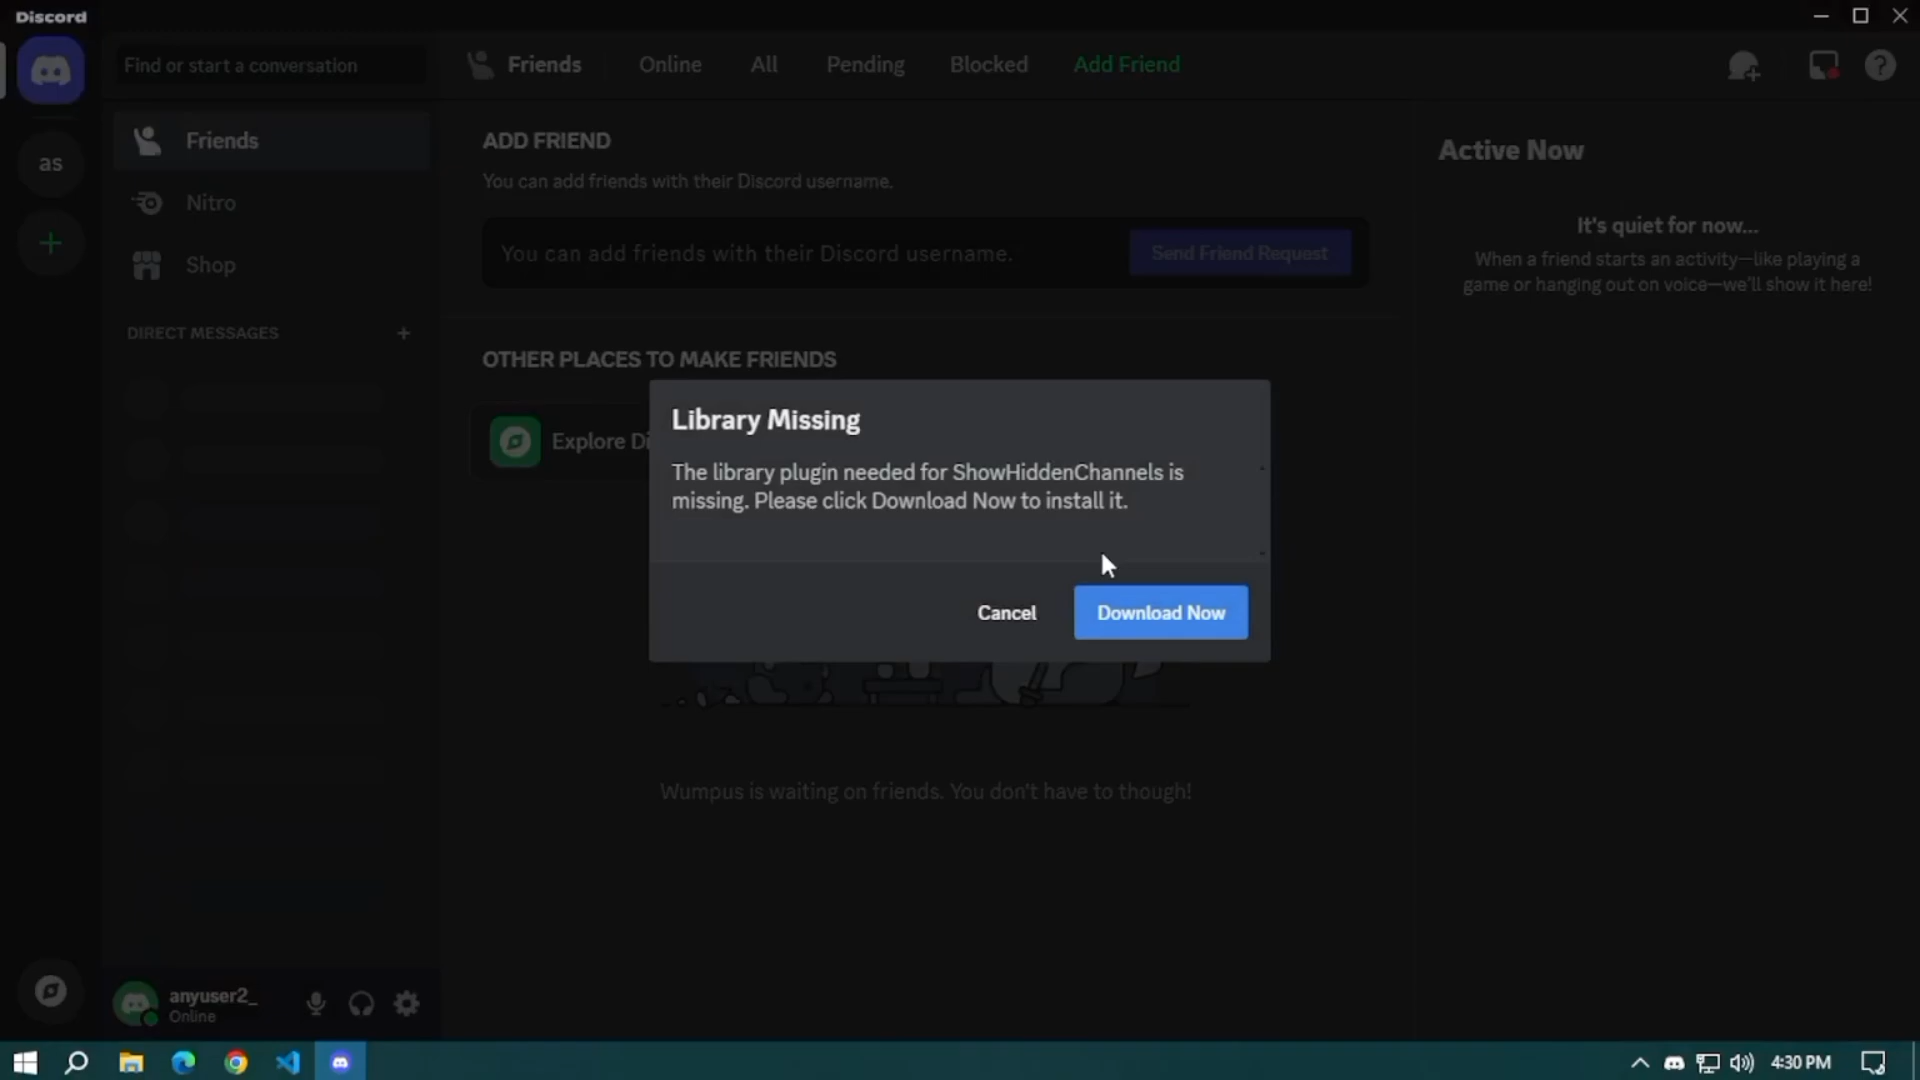 Discord
Find or start a conversation
Friends
Online
All
Pending
Blocked
Add Friend
as
Friends
Nitro
Shop
DIRECT MESSAGES
ADD FRIEND
You can add friends with their Discord username.
You can add friends with their Discord username.
Send Friend Request
OTHER PLACES TO MAKE FRIENDS
Explore Di
Active Now
It's quiet for now...
When a friend starts an activity—like playing a
game or hanging out on voice—we'll show it here!
Library Missing
The library plugin needed for ShowHiddenChannels is
missing. Please click Download Now to install it.
Cancel
Download Now
Wumpus is waiting on friends. You don't have to though!
anyuser2_
Online
4:30 PM